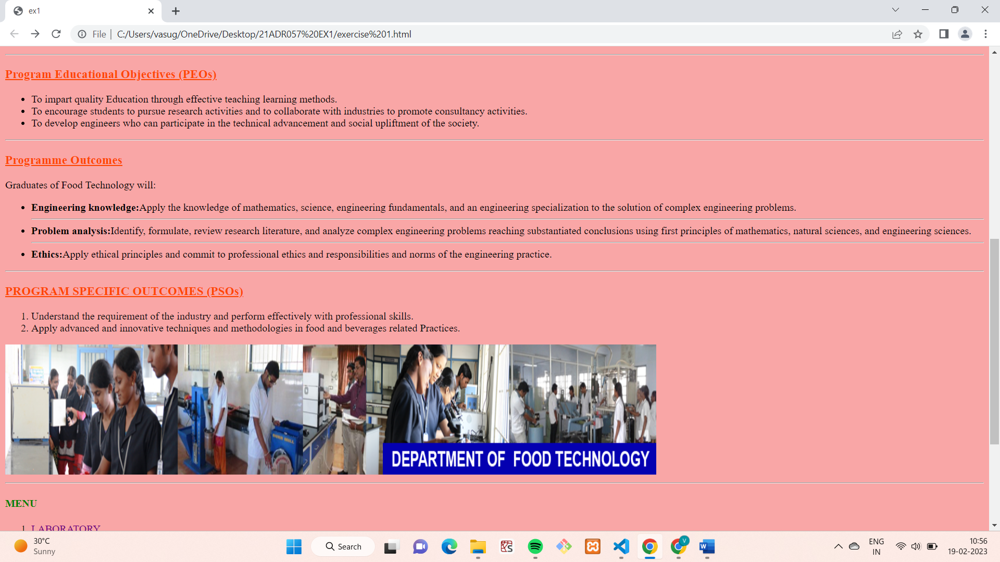 ex1
File
C:/Users/vasug/OneDrive/Desktop/21ADR057%20EX1/exercise%201.html
Program Educational Objectives (PEOs)
To impart quality Education through effective teaching learning methods.
To encourage students to pursue research activities and to collaborate with industries to promote consultancy activities.
To develop engineers who can participate in the technical advancement and social upliftment of the society.
Programme Outcomes
Graduates of Food Technology will:
Engineering knowledge:Apply the knowledge of mathematics, science, engineering fundamentals, and an engineering specialization to the solution of complex engineering problems.
Problem analysis:Identify, formulate, review research literature, and analyze complex engineering problems reaching substantiated conclusions using first principles of mathematics, natural sciences, and engineering sciences.
Ethics:Apply ethical principles and commit to professional ethics and responsibilities and norms of the engineering practice.
PROGRAM SPECIFIC OUTCOMES (PSOs)
1. Understand the requirement of the industry and perform effectively with professional skills.
2. Apply advanced and innovative techniques and methodologies in food and beverages related Practices.
DEPARTMENT OF FOOD TECHNOLOGY
MENU
1. LABORATORY
30°C
Sunny
Search
V
W
ENG
IN
10:56
19-02-2023